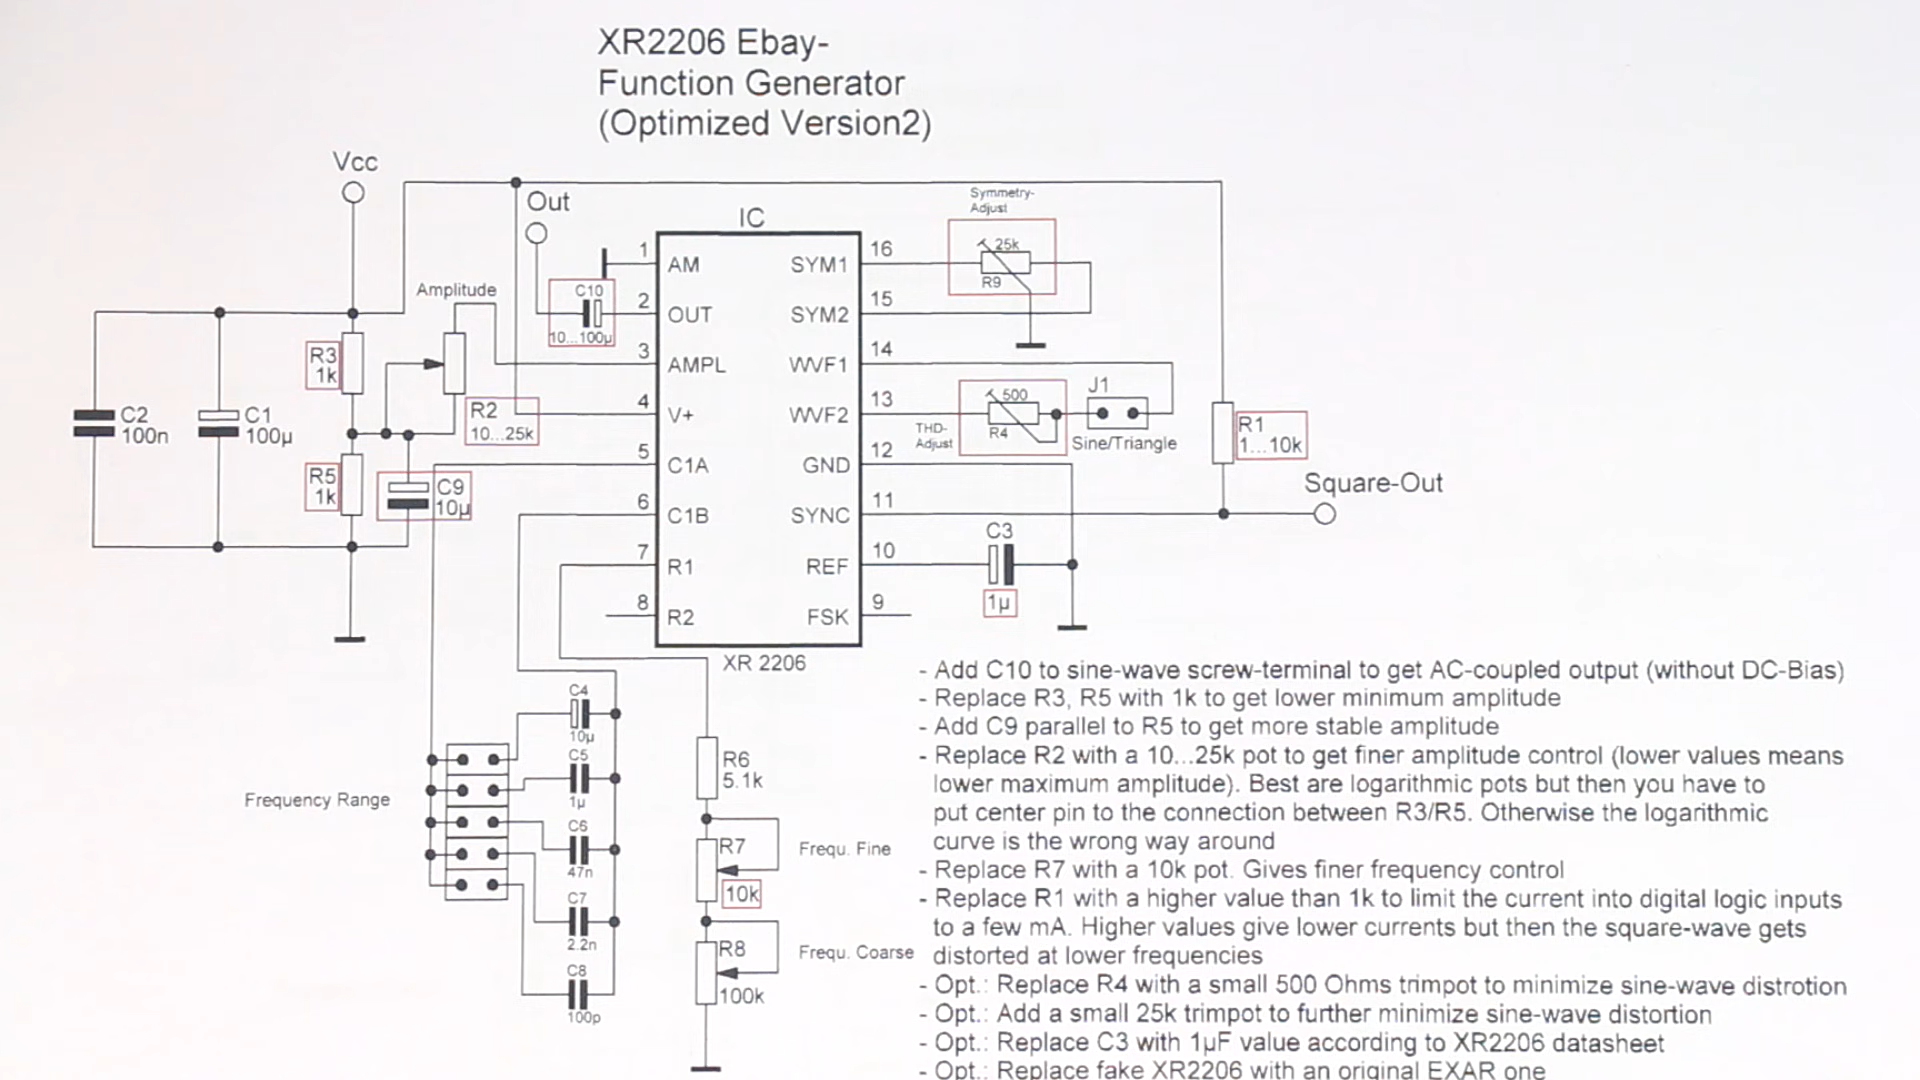 XR2206 Ebay-
Function Generator
(Optimized Version2)
Vcc
Out
IC
Symmetry-
Adjust
25k
R9
1
AM
SYM1
16
Amplitude
C10
10...100µ
2
OUT
SYM2
15
R3
1k
3
AMPL
WVF1
14
C2
100n
C1
100µ
R2
10...25k
4
V+
WVF2
13
500
R4
THD-
Adjust
J1
Sine/Triangle
R1
1...10k
R5
1k
C9
10µ
5
C1A
GND
12
Square-Out
6
C1B
SYNC
11
7
R1
REF
10
C3
1µ
8
R2
FSK
9
XR 2206
C4
10µ
C5
1µ
C6
47n
C7
2.2n
C8
100p
Frequency Range
R6
5.1k
R7
10k
Frequ. Fine
R8
100k
Frequ. Coarse
- Add C10 to sine-wave screw-terminal to get AC-coupled output (without DC-Bias)
- Replace R3, R5 with 1k to get lower minimum amplitude
- Add C9 parallel to R5 to get more stable amplitude
- Replace R2 with a 10...25k pot to get finer amplitude control (lower values means
lower maximum amplitude). Best are logarithmic pots but then you have to
put center pin to the connection between R3/R5. Otherwise the logarithmic
curve is the wrong way around
- Replace R7 with a 10k pot. Gives finer frequency control
- Replace R1 with a higher value than 1k to limit the current into digital logic inputs
to a few mA. Higher values give lower currents but then the square-wave gets
distorted at lower frequencies
- Opt.: Replace R4 with a small 500 Ohms trimpot to minimize sine-wave distrotion
- Opt.: Add a small 25k trimpot to further minimize sine-wave distortion
- Opt.: Replace C3 with 1µF value according to XR2206 datasheet
- Opt.: Replace fake XR2206 with an original EXAR one